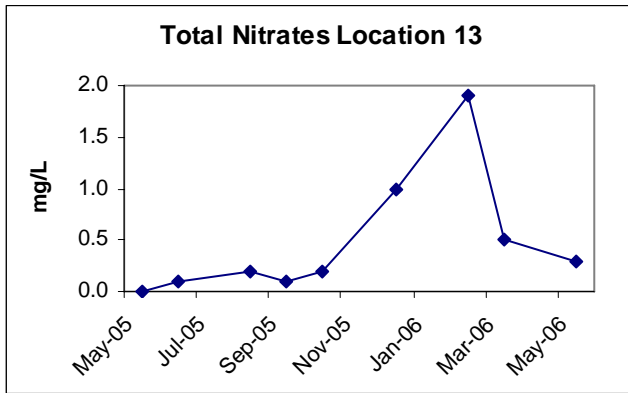 Total Nitrates Location 13
2.0
1.5
1.0
0.5
0.0
mg/L
May-05
Jul-05
Sep-05
Nov-05
Jan-06
Mar-06
May-06